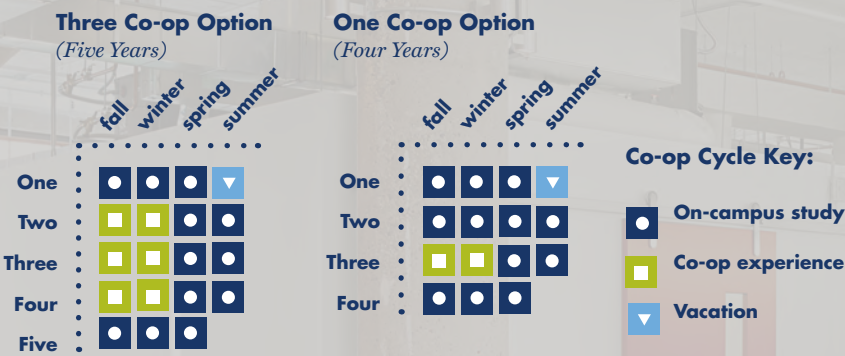 Three Co-op Option
(Five Years)
fall winter spring summer
One
Two
Three
Four
Five
One Co-op Option
(Four Years)
fall winter spring summer
One
Two
Three
Four
Co-op Cycle Key:
On-campus study
Co-op experience
Vacation